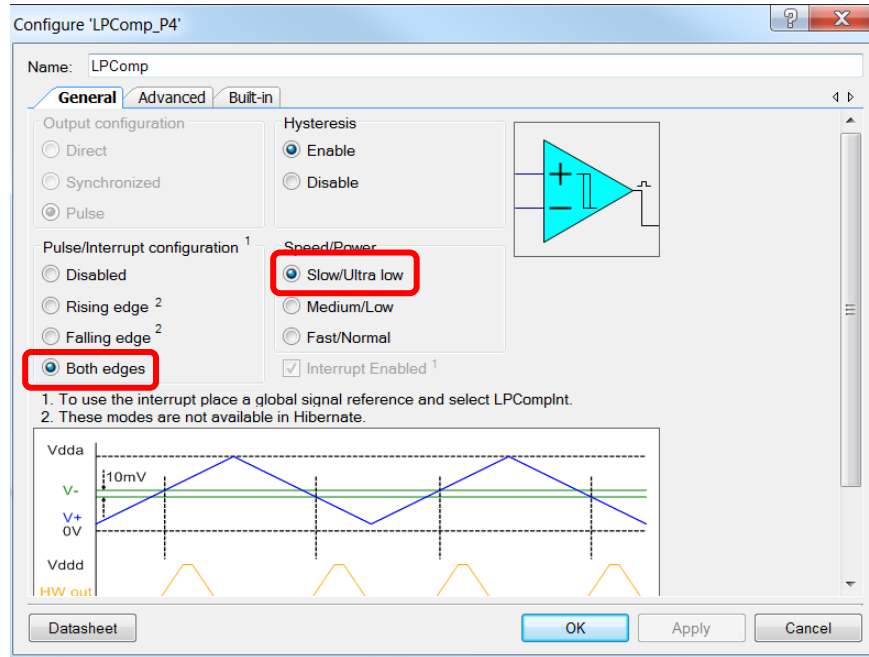 Configure 'LPComp_P4'
Name: LPComp
General Advanced Built-in
Output configuration
Direct
Synchronized
Pulse
Hysteresis
Enable
Disable
Pulse/Interrupt configuration 1
Disabled
Rising edge 2
Falling edge 2
Both edges
Speed/Power
Slow/Ultra low
Medium/Low
Fast/Normal
Interrupt Enabled 1
1. To use the interrupt place a global signal reference and select LPCompInt.
2. These modes are not available in Hibernate.
Vdda
10mV
V-
V+
0V
Vddd
HW out
Datasheet OK Apply Cancel